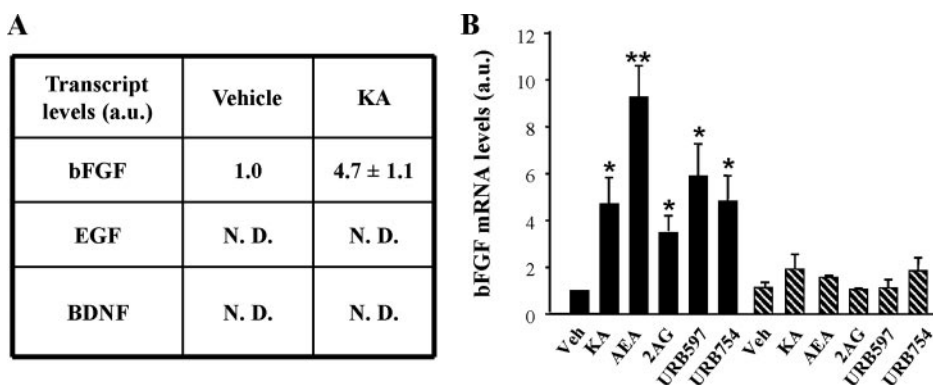 A
Transcript levels (a.u.) Vehicle KA
bFGF 1.0 4.7 ± 1.1
EGF N. D. N. D.
BDNF N. D. N. D.
B
bFGF mRNA levels (a.u.)
12
10
8
6
4
2
0
* ** * * *
Veh KA AEA 2AG URB597 URB754 Veh KA AEA 2AG URB597 URB754